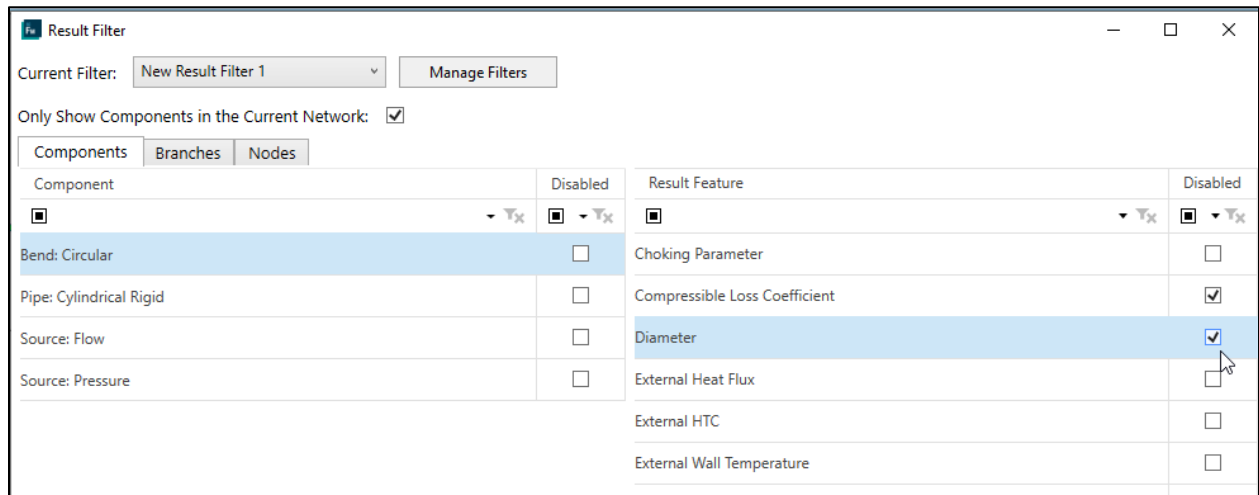 Fw Result Filter
Current Filter: New Result Filter 1 Manage Filters
Only Show Components in the Current Network:
Components Branches Nodes
Component Disabled Result Feature Disabled
Bend: Circular Choking Parameter
Pipe: Cylindrical Rigid Compressible Loss Coefficient
Source: Flow Diameter
Source: Pressure External Heat Flux
External HTC
External Wall Temperature